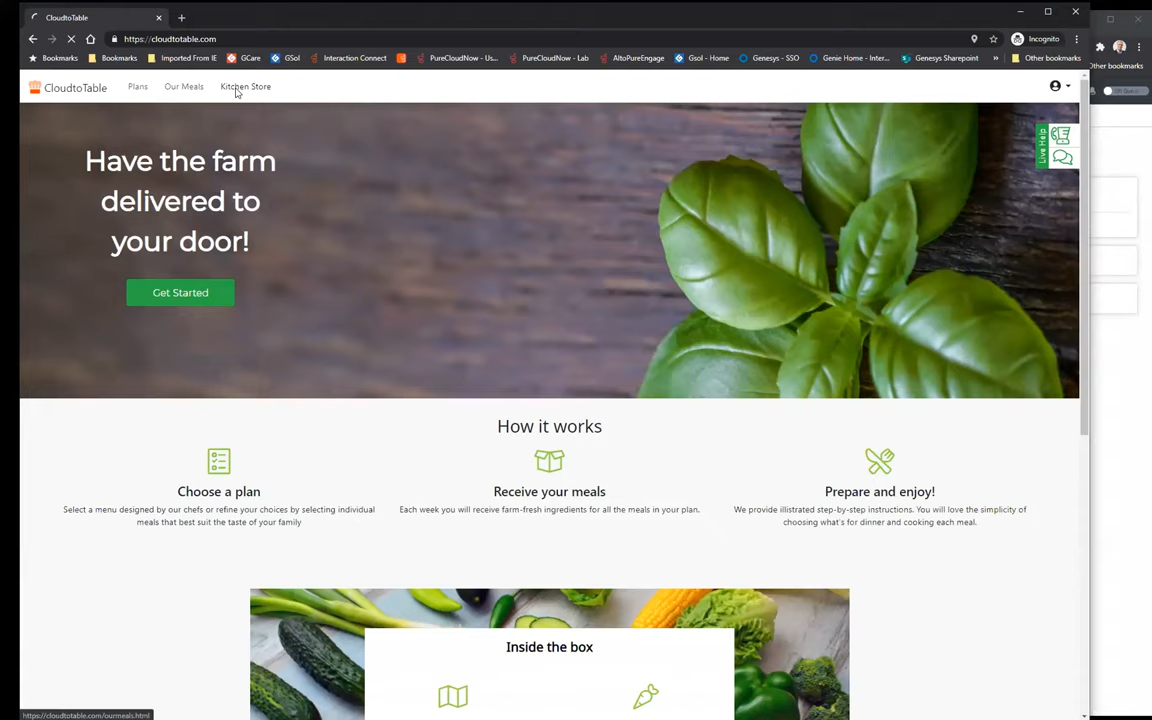 CloudtoTable
https://cloudtotable.com
Incognito
Bookmarks
Bookmarks
Imported From IE
GCare
GSol
Interaction Connect
PureCloudNow - Us...
PureCloudNow - Lab
AltoPureEngage
Gsol - Home
Genesys - SSO
Genie Home - Inter...
Genesys Sharepoint
»
Other bookmarks
Other bookmarks
CloudtoTable
Plans
Our Meals
Kitchen Store
Have the farm
delivered to
your door!
Get Started
Live Help
How it works
Choose a plan
Select a menu designed by our chefs or refine your choices by selecting individual
meals that best suit the taste of your family
Receive your meals
Each week you will receive farm-fresh ingredients for all the meals in your plan.
Prepare and enjoy!
We provide illistrated step-by-step instructions. You will love the simplicity of
choosing what's for dinner and cooking each meal.
Inside the box
https://cloudtotable.com/ourmeals.html